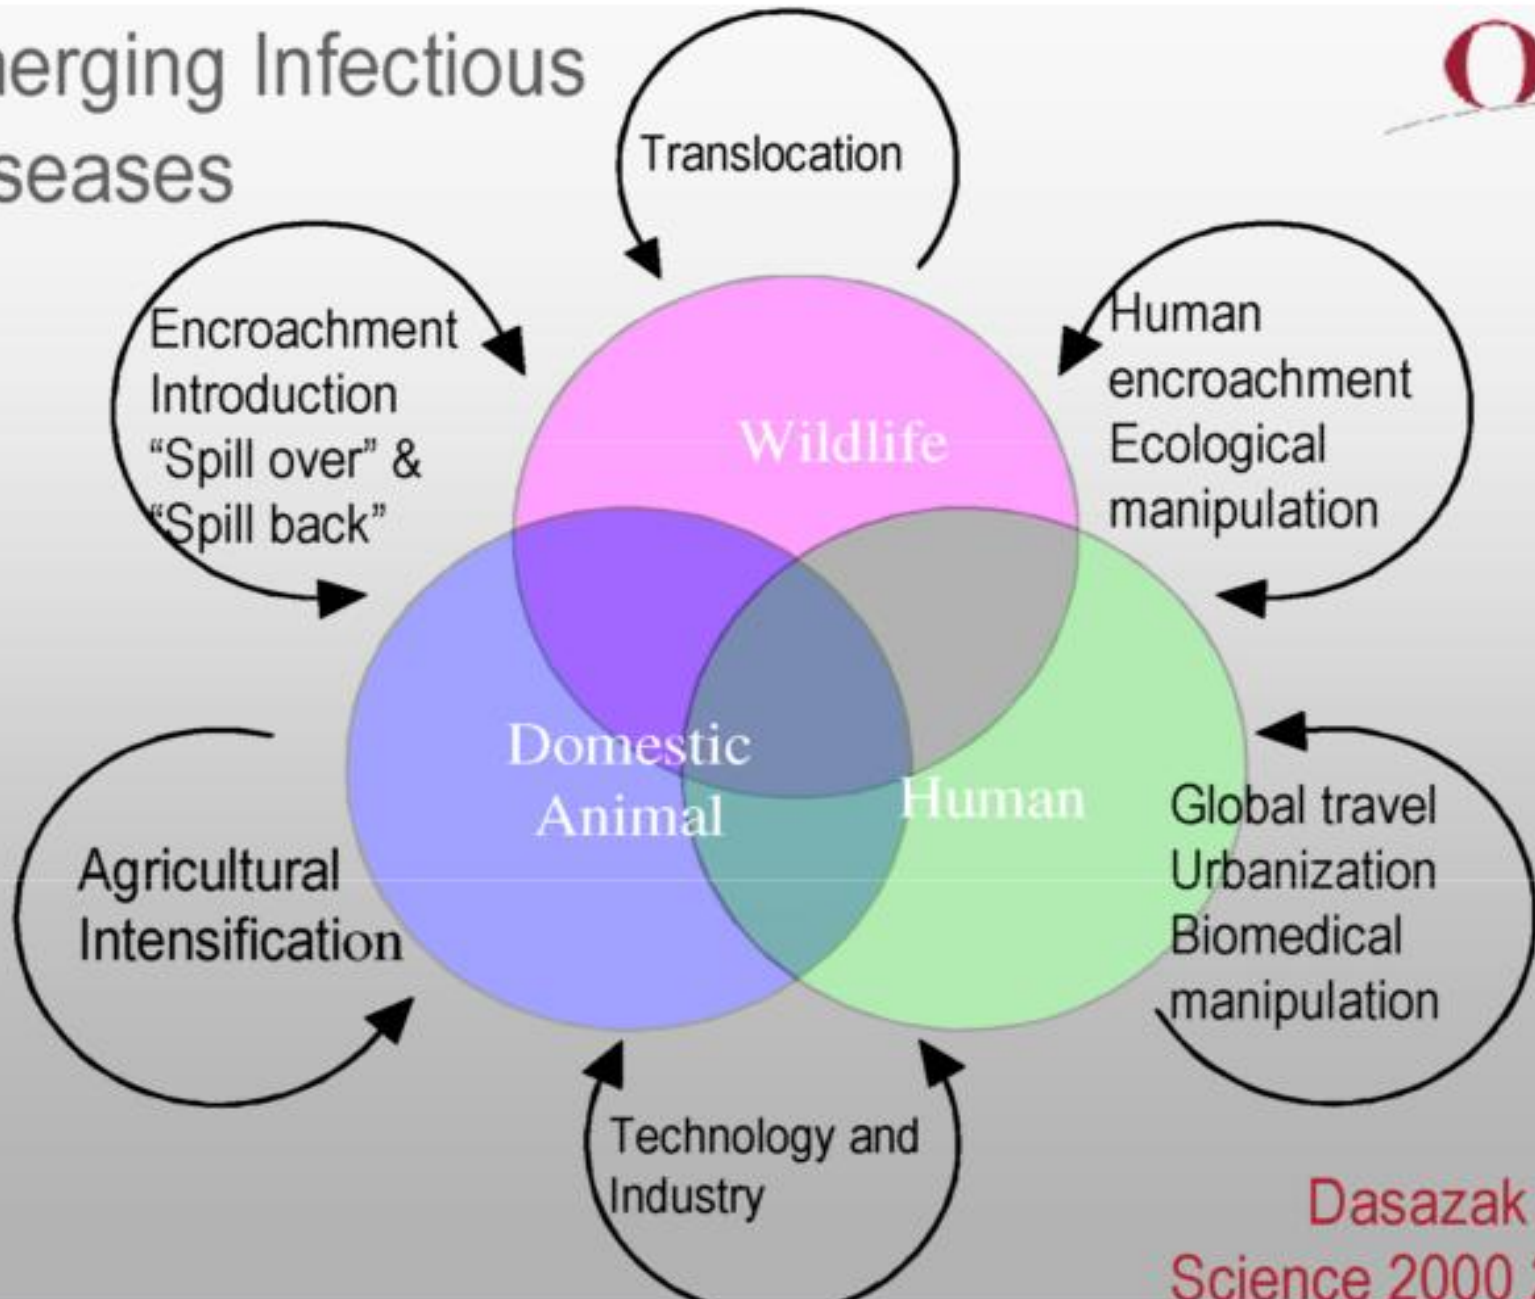 merging Infectious
seases
Translocation
Encroachment
Introduction
“Spill over” &
“Spill back”
Human
encroachment
Ecological
manipulation
Wildlife
Domestic
Animal
Human
Agricultural
Intensification
Global travel
Urbanization
Biomedical
manipulation
Technology and
Industry
Dasazak
Science 2000